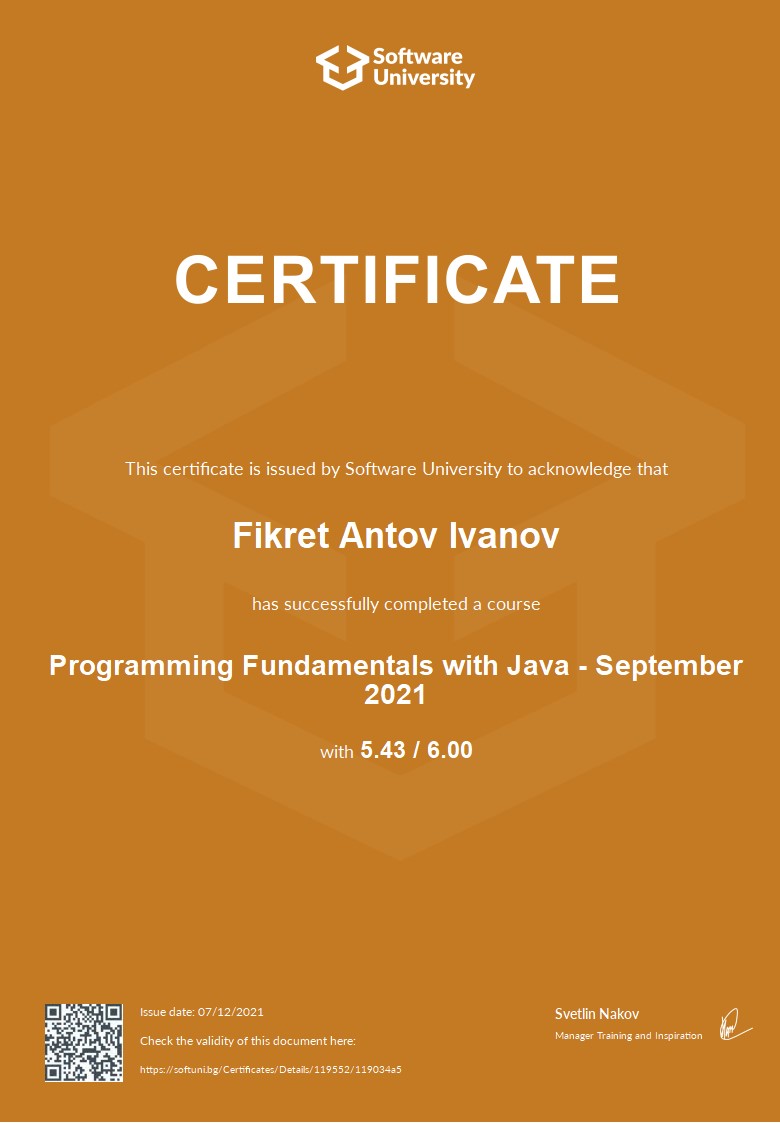 Software
University
CERTIFICATE
This certificate is issued by Software University to acknowledge that
Fikret Antov Ivanov
has successfully completed a course
Programming Fundamentals with Java - September
2021
with 5.43 / 6.00
Issue date: 07/12/2021
Check the validity of this document here:
https://softuni.bg/Certificates/Details/119552/119034a5
Svetlin Nakov
Manager Training and Inspiration